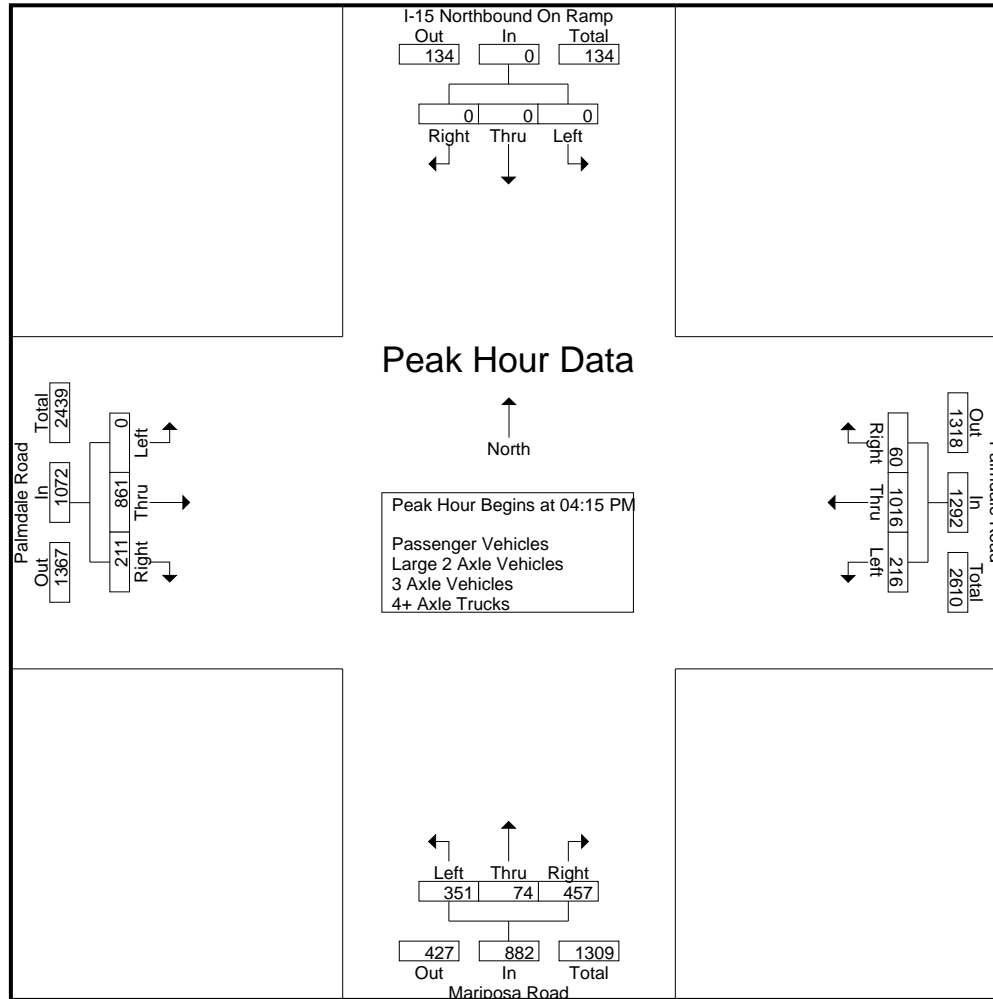 I-15 Northbound On Ramp
Out In Total
134 0 134
0 0 0
Right Thru Left
Peak Hour Data
North
Peak Hour Begins at 04:15 PM
Passenger Vehicles
Large 2 Axle Vehicles
3 Axle Vehicles
4+ Axle Trucks
Palmdale Road
Out In Total
1367 1072 2439
Left Thru Right
0 861 211
Palmdale Road
Out In Total
1318 1292 2610
Right Thru Left
60 1016 216
Left Thru Right
351 74 457
427 882 1309
Out In Total
Mariposa Road